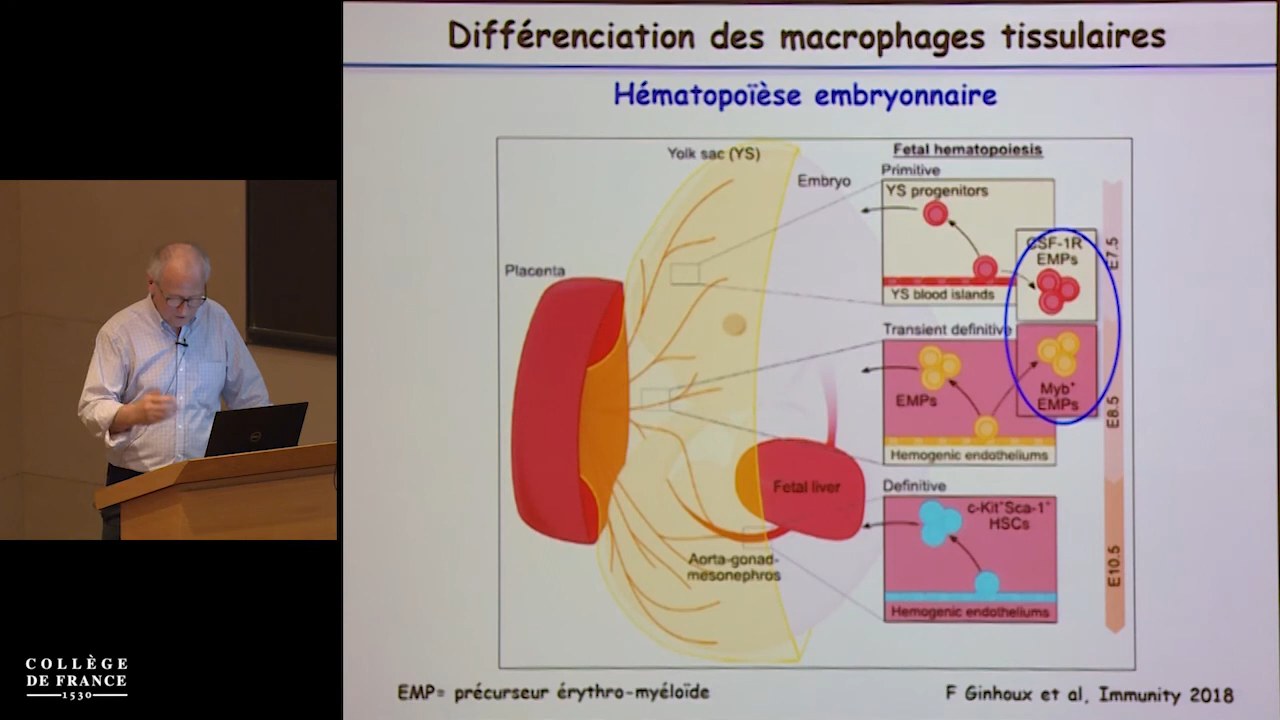 Différenciation des macrophages tissulaires
Hématopoïèse embryonnaire
Yolk sac (YS)
Embryo
Placenta
Fetal liver
Aorta-gonad-
mesonephros
Fetal hematopoiesis
Primitive
YS progenitors
YS blood islands
CSF-1R
EMPs
E7.5
Transient definitive
EMPs
Myb⁺
EMPs
Hemogenic endotheliums
E8.5
Definitive
c-Kit⁺Sca-1⁺
HSCs
Hemogenic endotheliums
E10.5
EMP= précurseur érythro-myéloïde
F Ginhoux et al, Immunity 2018
COLLÈGE
DE FRANCE
1530